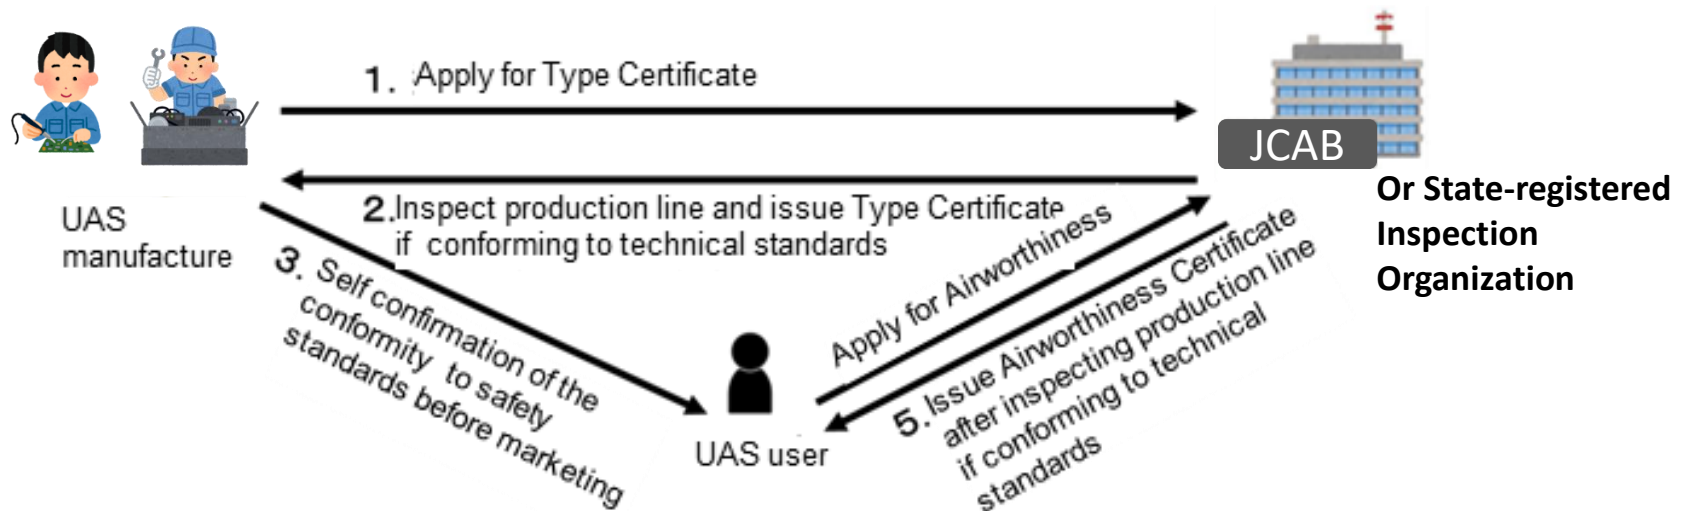 1. Apply for Type Certificate
JCAB
Or State-registered
Inspection
Organization
UAS
manufacture
2. Inspect production line and issue Type Certificate
if conforming to technical standards
3. Self confirmation of the
conformity to safety
standards before marketing
Apply for Airworthiness
5. Issue Airworthiness Certificate
after inspecting production line
if conforming to technical
standards
UAS user